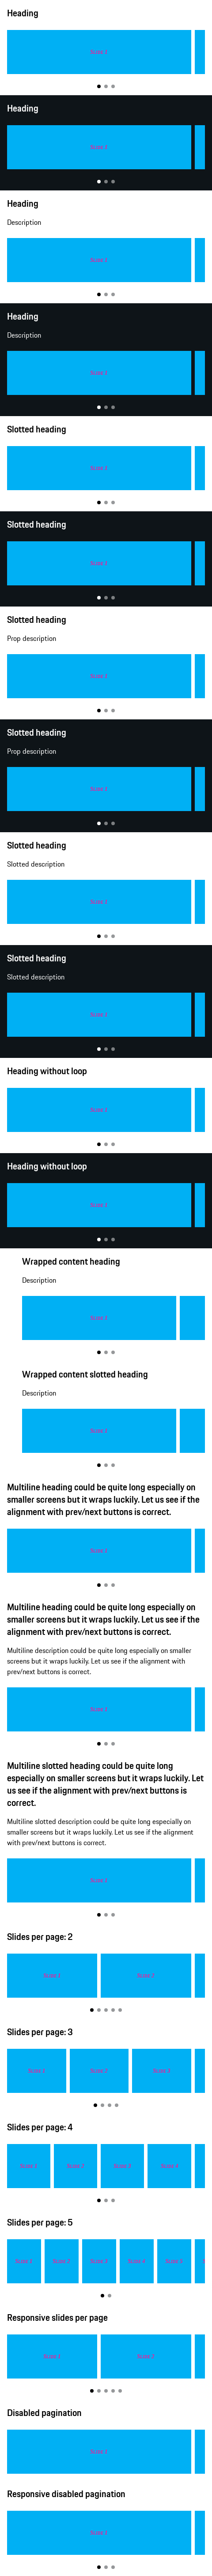 Heading
Heading
Heading
Description
Heading
Description
Slotted heading
Slotted heading
Slotted heading
Prop description
Slotted heading
Prop description
Slotted heading
Slotted description
Slotted heading
Slotted description
Heading without loop
Heading without loop
Wrapped content heading
Description
Wrapped content slotted heading
Description
Multiline heading could be quite long especially on
smaller screens but it wraps luckily. Let us see if the
alignment with prev/next buttons is correct.
Multiline heading could be quite long especially on
smaller screens but it wraps luckily. Let us see if the
alignment with prev/next buttons is correct.
Multiline description could be quite long especially on smaller
screens but it wraps luckily. Let us see if the alignment with
prev/next buttons is correct.
Multiline slotted heading could be quite long
especially on smaller screens but it wraps luckily. Let
us see if the alignment with prev/next buttons is
correct.
Multiline slotted description could be quite long especially on
smaller screens but it wraps luckily. Let us see if the alignment
with prev/next buttons is correct.
Slides per page: 2
Slides per page: 3
Slides per page: 4
Slides per page: 5
Responsive slides per page
Disabled pagination
Responsive disabled pagination